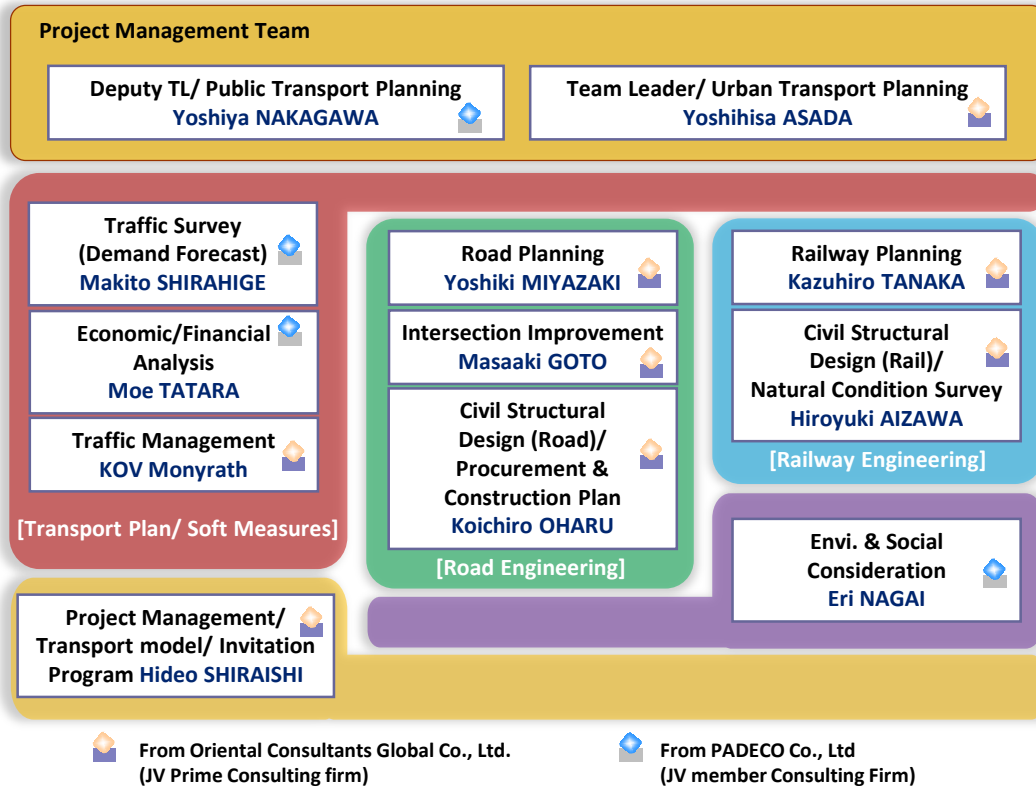 Project Management Team
Deputy TL/ Public Transport Planning
Yoshiya NAKAGAWA
Team Leader/ Urban Transport Planning
Yoshihisa ASADA
Traffic Survey
(Demand Forecast)
Makito SHIRAHIGE
Economic/Financial
Analysis
Moe TATARA
Traffic Management
KOV Monyrath
[Transport Plan/ Soft Measures]
Road Planning
Yoshiki MIYAZAKI
Intersection Improvement
Masaaki GOTO
Civil Structural
Design (Road)/
Procurement &
Construction Plan
Koichiro OHARU
[Road Engineering]
Railway Planning
Kazuhiro TANAKA
Civil Structural
Design (Rail)/
Natural Condition Survey
Hiroyuki AIZAWA
[Railway Engineering]
Envi. & Social
Consideration
Eri NAGAI
Project Management/
Transport model/ Invitation
Program Hideo SHIRAISHI
From Oriental Consultants Global Co., Ltd.
(JV Prime Consulting firm)
From PADECO Co., Ltd
(JV member Consulting Firm)